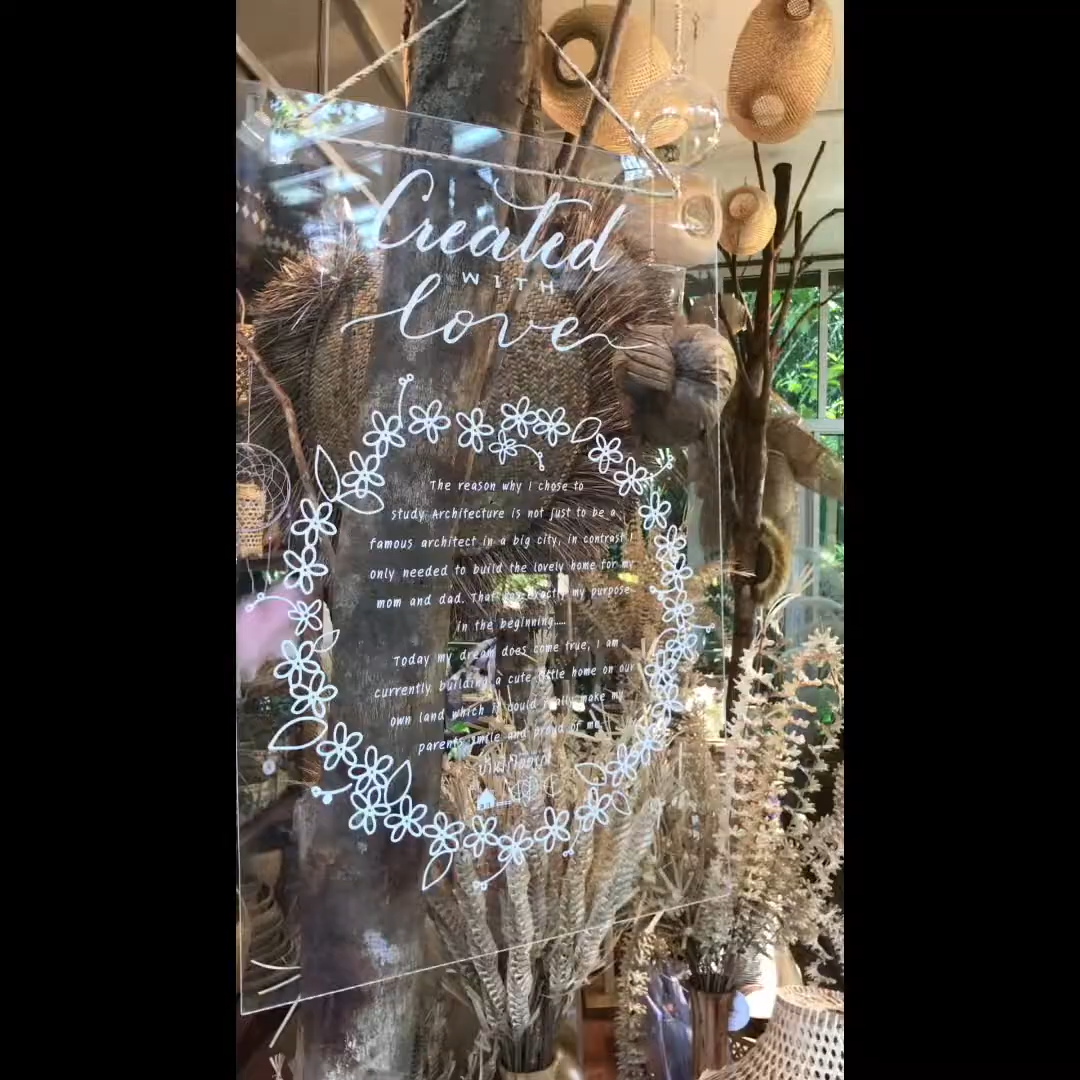 Created
WITH
love
The reason why I chose to
study Architecture is not just to be a
famous architect in a big city, in contrast I
only needed to build the lovely home for my
mom and dad. That was exactly my purpose
in the beginning.....
Today my dream does come true, I am
currently building a cute little home on our
own land which it could really make my
parents smile and proud of me.